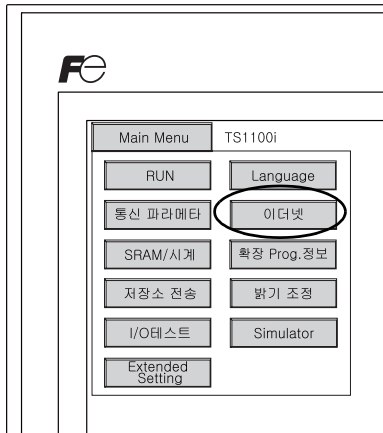 Fe
Main Menu TS1100i
RUN Language
통신 파라메타 이더넷
SRAM/시계 확장 Prog.정보
저장소 전송 밝기 조정
I/O테스트 Simulator
Extended
Setting